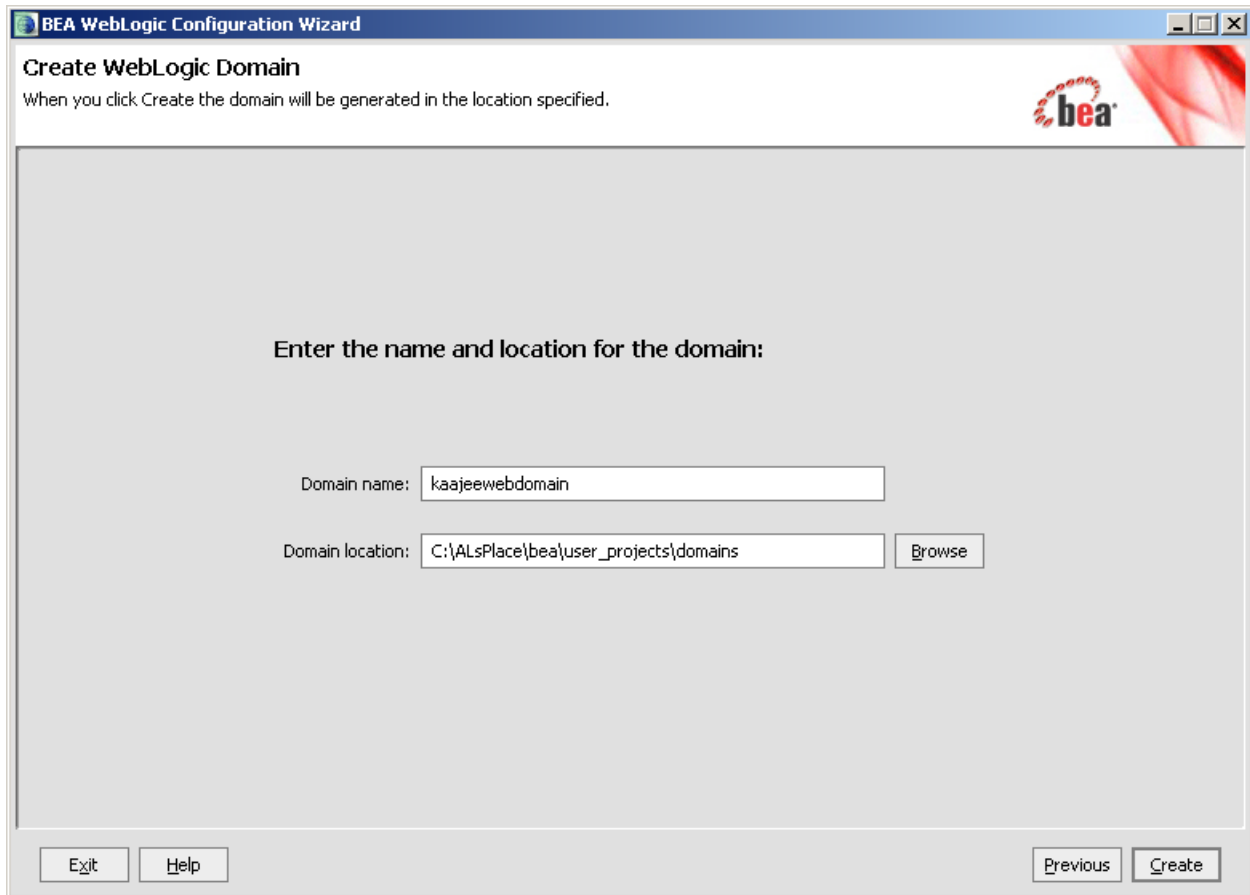 BEA WebLogic Configuration Wizard
Create WebLogic Domain
When you click Create the domain will be generated in the location specified.
bea
Enter the name and location for the domain:
Domain name: kaajeewebdomain
Domain location: C:\ALsPlace\bea\user_projects\domains Browse
Exit Help Previous Create